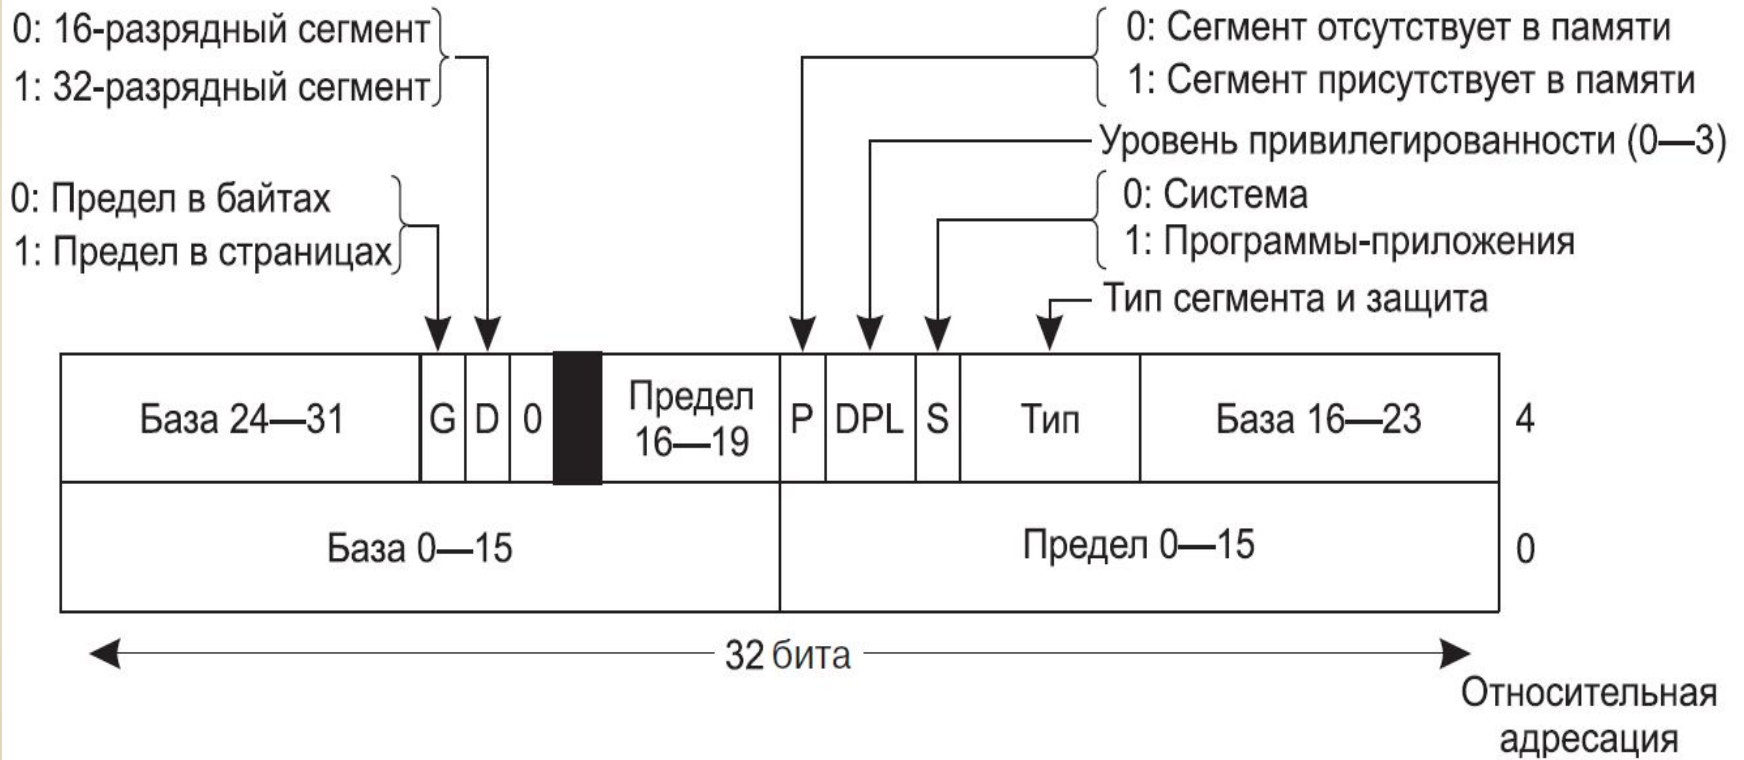 0: 16-разрядный сегмент
1: 32-разрядный сегмент
0: Сегмент отсутствует в памяти
1: Сегмент присутствует в памяти
Уровень привилегированности (0—3)
0: Предел в байтах
1: Предел в страницах
0: Система
1: Программы-приложения
Тип сегмента и защита
База 24—31
G
D
0
Предел
16—19
P
DPL
S
Тип
База 16—23
4
База 0—15
Предел 0—15
0
32 бита
Относительная
адресация